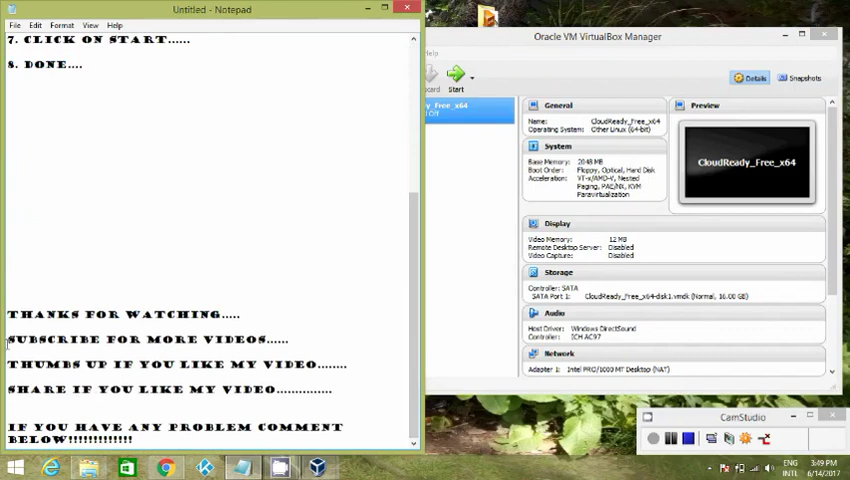 Untitled - Notepad
File Edit Format View Help
7. CLICK ON START......
8. DONE....
THANKS FOR WATCHING.....
SUBSCRIBE FOR MORE VIDEOS......
THUMBS UP IF YOU LIKE MY VIDEO........
SHARE IF YOU LIKE MY VIDEO...............
IF YOU HAVE ANY PROBLEM COMMENT
BELOW!!!!!!!!!!!!!
Oracle VM VirtualBox Manager
Help
Start
Details
Snapshots
General
Name: CloudReady_Free_x64
Operating System: Other Linux (64-bit)
System
Base Memory: 2048 MB
Boot Order: Floppy, Optical, Hard Disk
Acceleration: VT-x/AMD-V, Nested
Paging, PAE/NX, KVM
Paravirtualization
Preview
CloudReady_Free_x64
Display
Video Memory: 12 MB
Remote Desktop Server: Disabled
Video Capture: Disabled
Storage
Controller: SATA
SATA Port 1: CloudReady_Free_x64-disk1.vmdk (Normal, 16.00 GB)
Audio
Host Driver: Windows DirectSound
Controller: ICH AC97
Network
Adapter 1: Intel PRO/1000 MT Desktop (NAT)
CamStudio
ENG
INTL
3:49 PM
6/14/2017